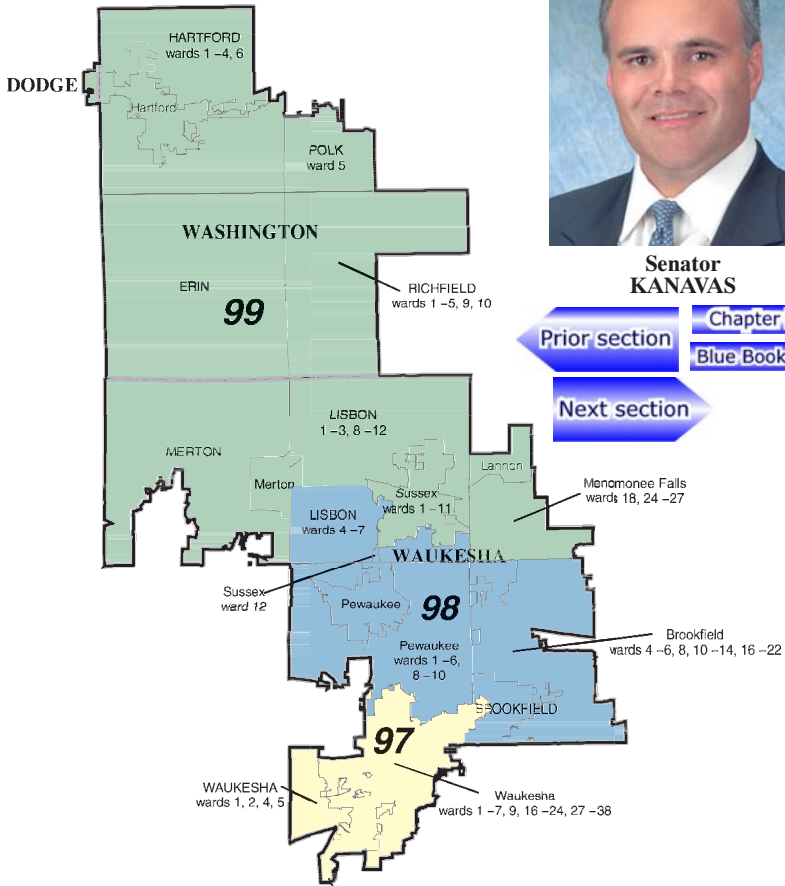 HARTFORD
wards 1 –4, 6
DODGE
Hartford
POLK
ward 5
WASHINGTON
ERIN
99
RICHFIELD
wards 1 –5, 9, 10
Senator
KANAVAS
Prior section
Chapter
Blue Book
Next section
LISBON
1 –3, 8 –12
MERTON
Merton
Lannon
Sussex
wards 1 –11
Menomonee Falls
wards 18, 24 –27
LISBON
wards 4 –7
WAUKESHA
Sussex
ward 12
Pewaukee
98
Pewaukee
wards 1 –6,
8 –10
Brookfield
wards 4 –6, 8, 10 –14, 16 –22
BROOKFIELD
97
WAUKESHA
wards 1, 2, 4, 5
Waukesha
wards 1 –7, 9, 16 –24, 27 –38